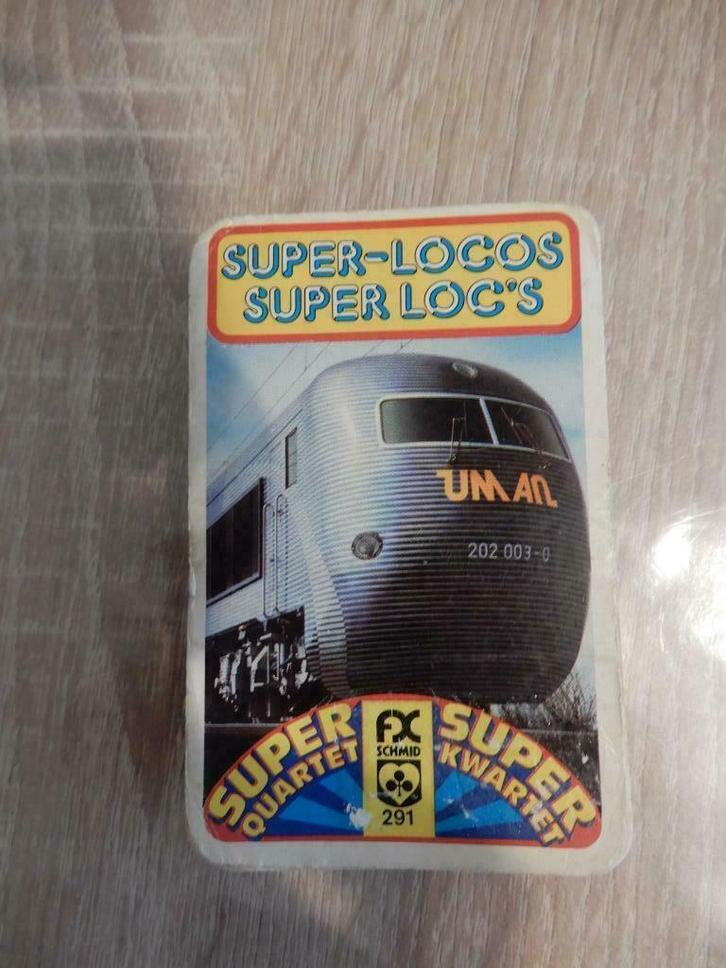 SUPER-LOCOS
SUPER LOC'S
UMAN
202 003-0
SUPER
QUARTET
FX
SCHMID
291
SUPER
KWARTET